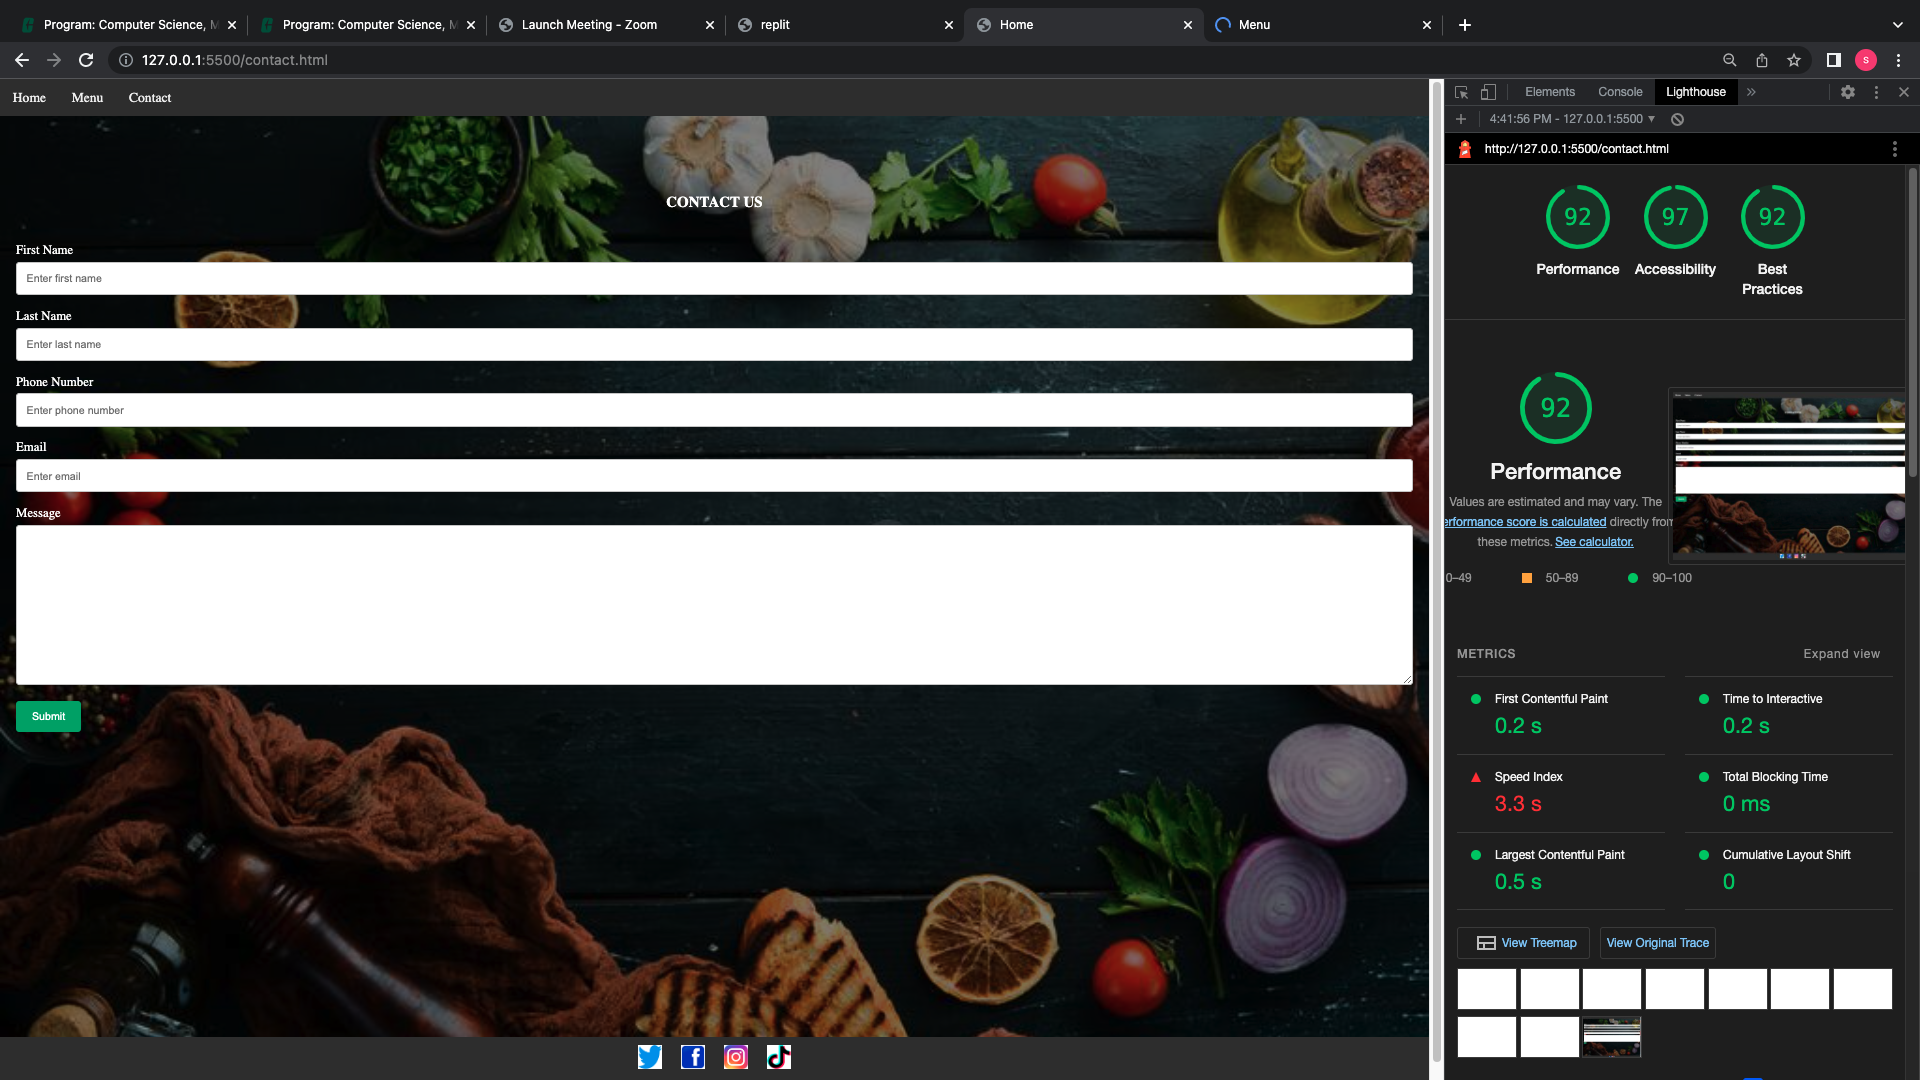 Program: Computer Science, M
Program: Computer Science, M
Launch Meeting - Zoom
replit
Home
Menu
127.0.0.1:5500/contact.html
S
Home
Menu
Contact
CONTACT US
First Name
Enter first name
Last Name
Enter last name
Phone Number
Enter phone number
Email
Enter email
Message
Submit
Elements
Console
Lighthouse
4:41:56 PM - 127.0.0.1:5500
http://127.0.0.1:5500/contact.html
92
97
92
Performance
Accessibility
Best
Practices
92
Performance
Values are estimated and may vary. The
erformance score is calculated directly from
these metrics. See calculator.
0–49
50–89
90–100
METRICS
Expand view
First Contentful Paint
0.2 s
Time to Interactive
0.2 s
Speed Index
3.3 s
Total Blocking Time
0 ms
Largest Contentful Paint
0.5 s
Cumulative Layout Shift
0
View Treemap
View Original Trace